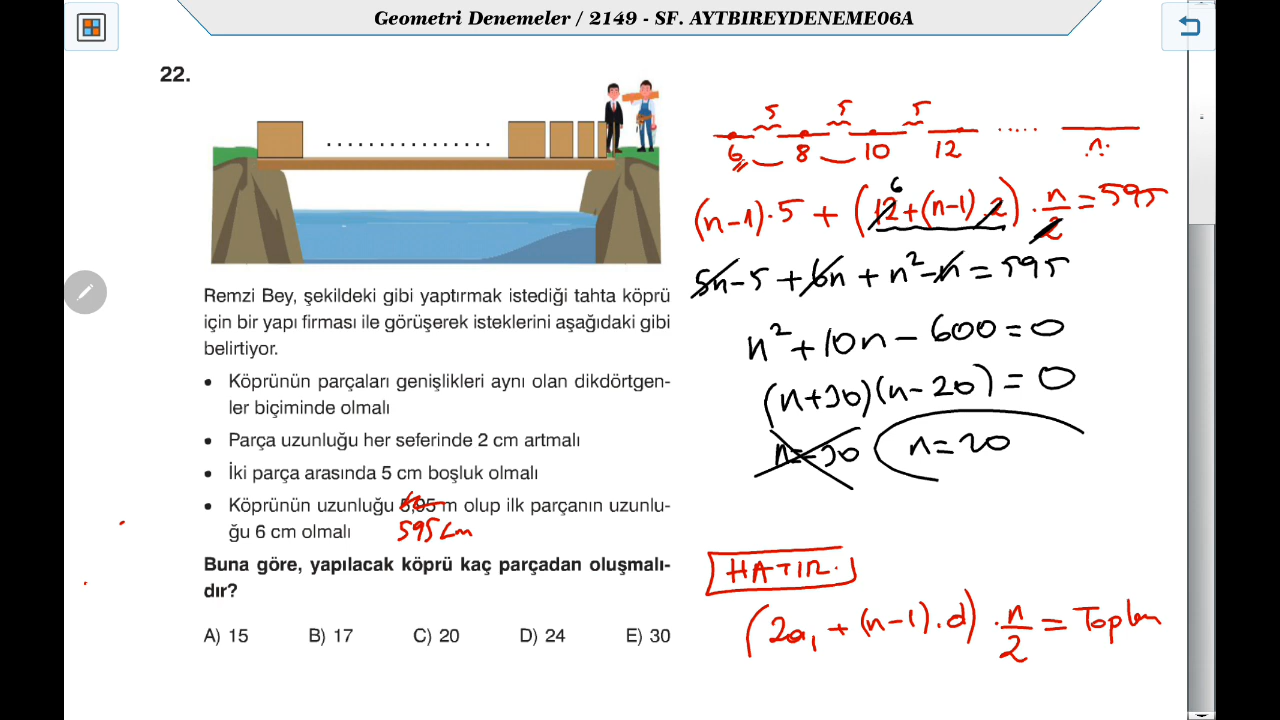 Geometri Denemeler / 2149 - SF. AYTBIREYDENEME06A
22.
Remzi Bey, şekildeki gibi yaptırmak istediği tahta köprü
için bir yapı firması ile görüşerek isteklerini aşağıdaki gibi
belirtiyor.
• Köprünün parçaları genişlikleri aynı olan dikdörtgen-
ler biçiminde olmalı
• Parça uzunluğu her seferinde 2 cm artmalı
• İki parça arasında 5 cm boşluk olmalı
• Köprünün uzunluğu 5,95 m olup ilk parçanın uzunlu-
ğu 6 cm olmalı
595 cm
Buna göre, yapılacak köprü kaç parçadan oluşmalı-
dır?
A) 15 B) 17 C) 20 D) 24 E) 30
5 5 5
6 8 10 12 ..... n.
6
(n-1)·5 + (12+(n-1)2)·n/2=595
5n-5+6n+n²-n=595
n²+10n-600=0
(n+30)(n-20)=0
n=-30 n=20
HATIR.
(2a₁+(n-1).d)·n/2=Toplam